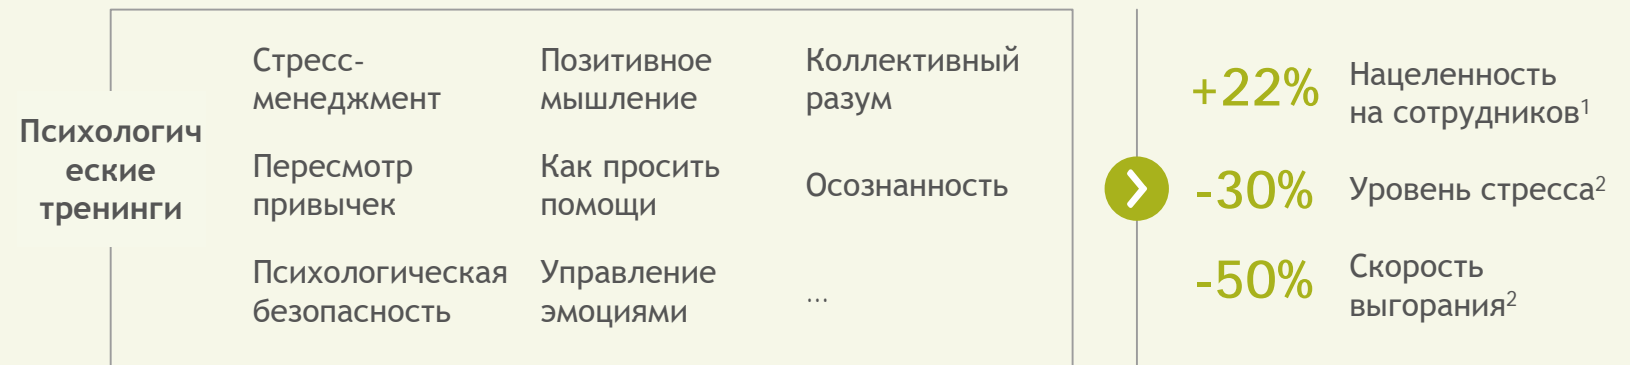 Психологич
еские
тренинги
Стресс-
менеджмент
Позитивное
мышление
Коллективный
разум
Пересмотр
привычек
Как просить
помощи
Осознанность
Психологическая
безопасность
Управление
эмоциями
...
+22%
Нацеленность
на сотрудников¹
-30%
Уровень стресса²
-50%
Скорость
выгорания²